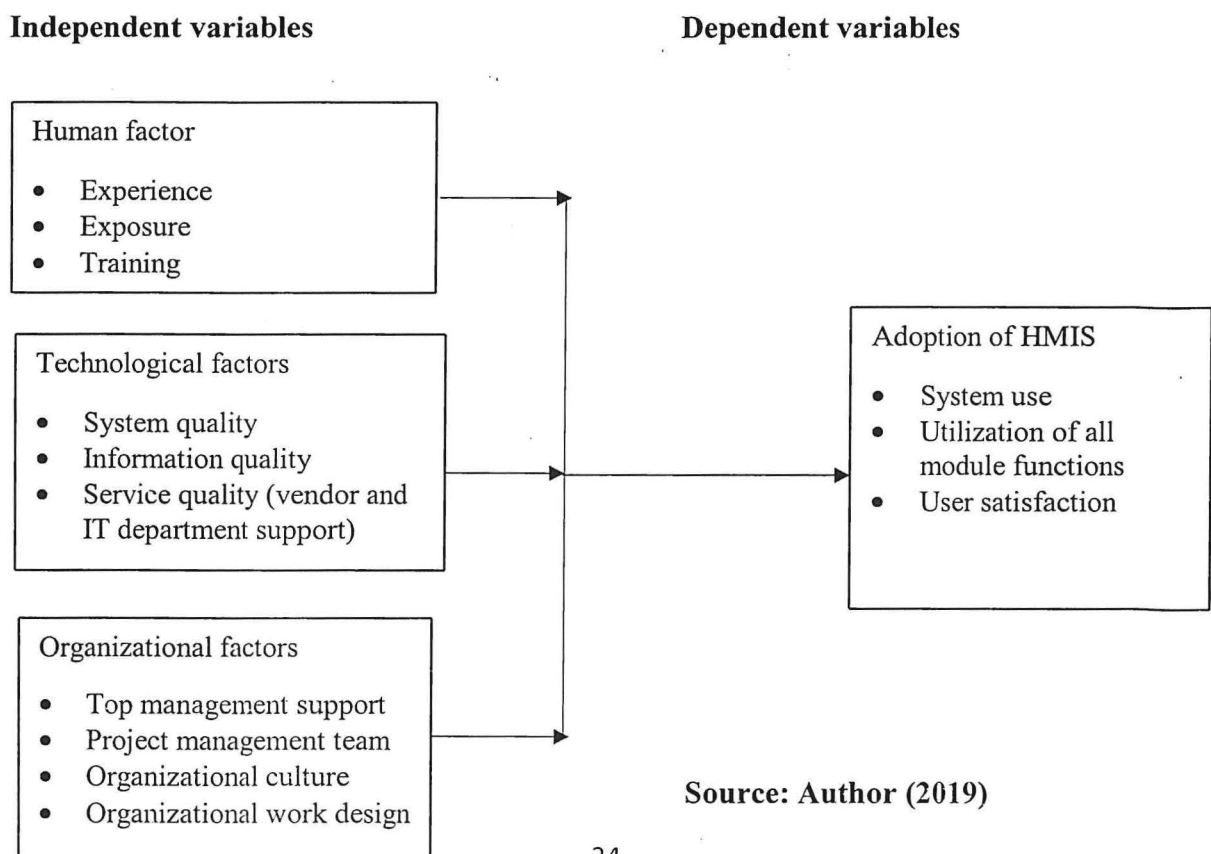 Independent variables
Dependent variables
Human factor
• Experience
• Exposure
• Training
Technological factors
• System quality
• Information quality
• Service quality (vendor and
IT department support)
Organizational factors
• Top management support
• Project management team
• Organizational culture
• Organizational work design
Adoption of HMIS
• System use
• Utilization of all
module functions
• User satisfaction
Source: Author (2019)